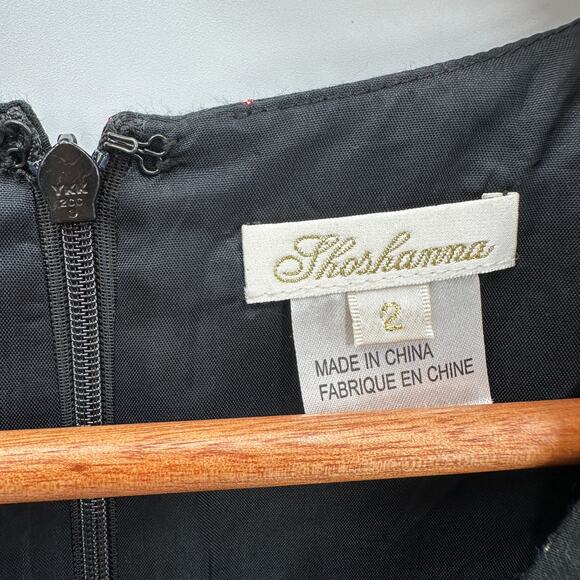 YKK
Shoshanna
2
MADE IN CHINA
FABRIQUE EN CHINE